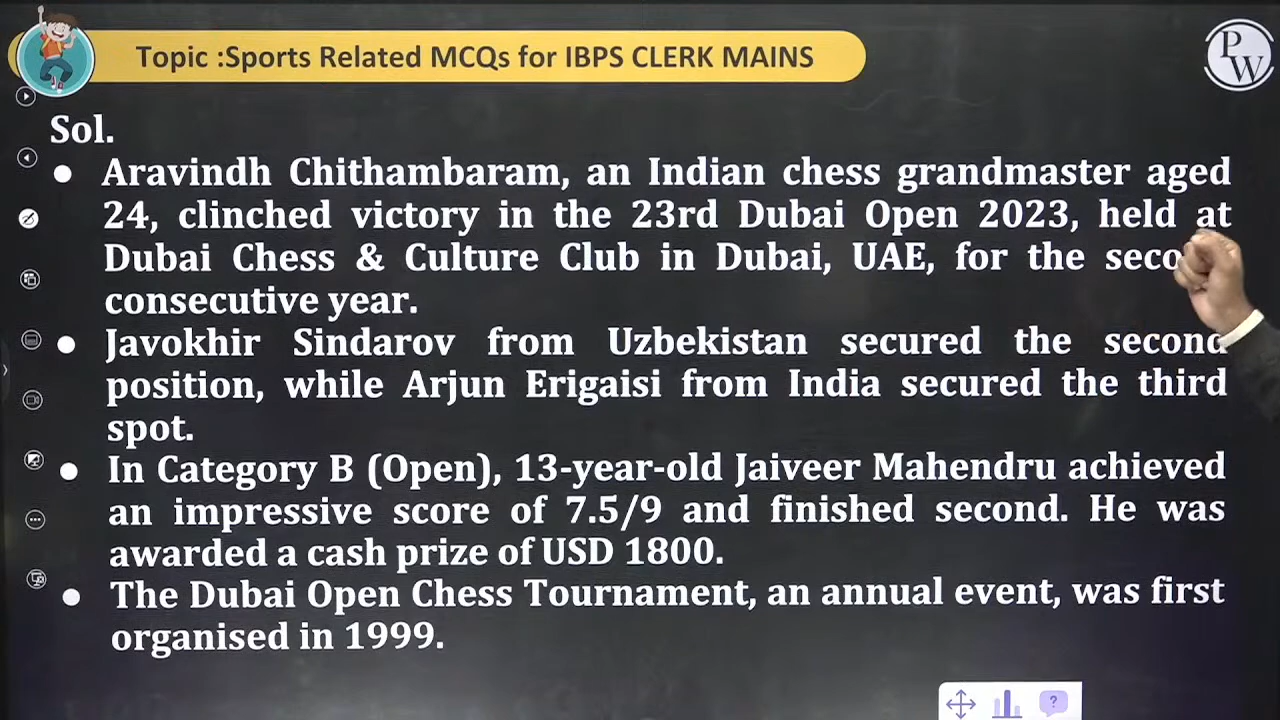 Topic :Sports Related MCQs for IBPS CLERK MAINS
PW
Sol.
● Aravindh Chithambaram, an Indian chess grandmaster aged
24, clinched victory in the 23rd Dubai Open 2023, held at
Dubai Chess & Culture Club in Dubai, UAE, for the second
consecutive year.
● Javokhir Sindarov from Uzbekistan secured the second
position, while Arjun Erigaisi from India secured the third
spot.
● In Category B (Open), 13-year-old Jaiveer Mahendru achieved
an impressive score of 7.5/9 and finished second. He was
awarded a cash prize of USD 1800.
● The Dubai Open Chess Tournament, an annual event, was first
organised in 1999.